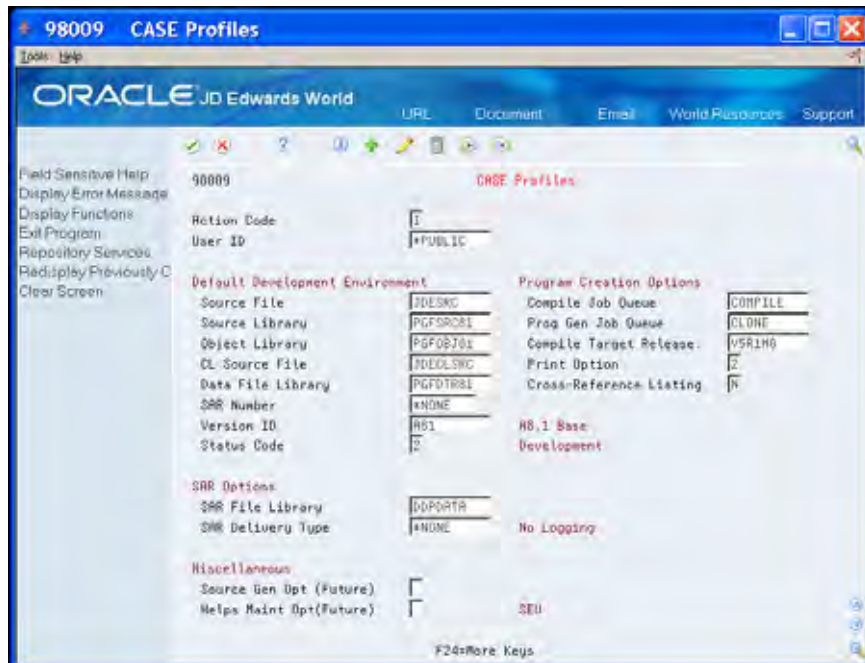 98009 CASE Profiles
Tools Help
ORACLE JD Edwards World
URL Document Email World Resources Support
Field Sensitive Help
Display Error Message
Display Functions
Exit Program
Repository Services
Redisplay Previously C
Clear Screen
98009 CASE Profiles
Action Code I
User ID *PUBLIC
Default Development Environment Program Creation Options
Source File JDESRC Compile Job Queue COMPILE
Source Library PGFSRC81 Prog Gen Job Queue CLONE
Object Library PGFOBJ81 Compile Target Release. V5R1M0
CL Source File JDECLSRC Print Option 2
Data File Library PGFDTR81 Cross-Reference Listing N
SAR Number *NONE
Version ID A81 A8.1 Base
Status Code 2 Development
SAR Options
SAR File Library DDPDATA
SAR Delivery Type *NONE No Logging
Miscellaneous
Source Gen Opt (Future)
Helps Maint Opt(Future) SEU
F24=More Keys